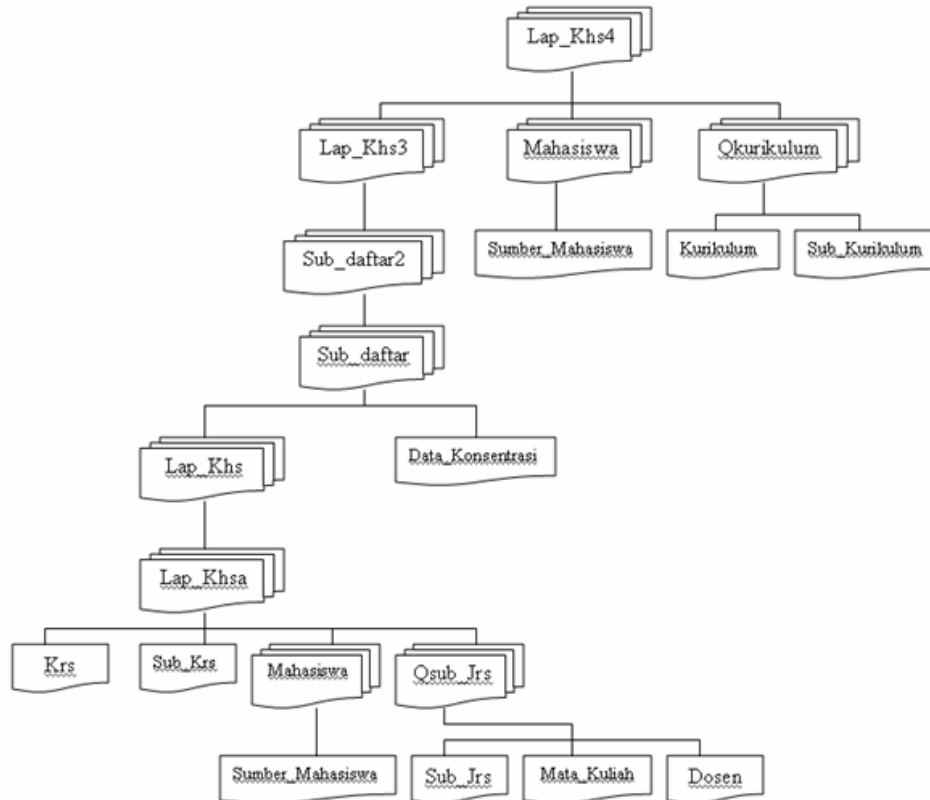 Lap_Khs4
Lap_Khs3
Mahasiswa
Qkurikulum
Sub_daftar2
Sumber_Mahasiswa
Kurikulum
Sub_Kurikulum
Sub_daftar
Lap_Khs
Data_Konsentrasi
Lap_Khsa
Krs
Sub_Krs
Mahasiswa
Qsub_Jrs
Sumber_Mahasiswa
Sub_Jrs
Mata_Kuliah
Dosen